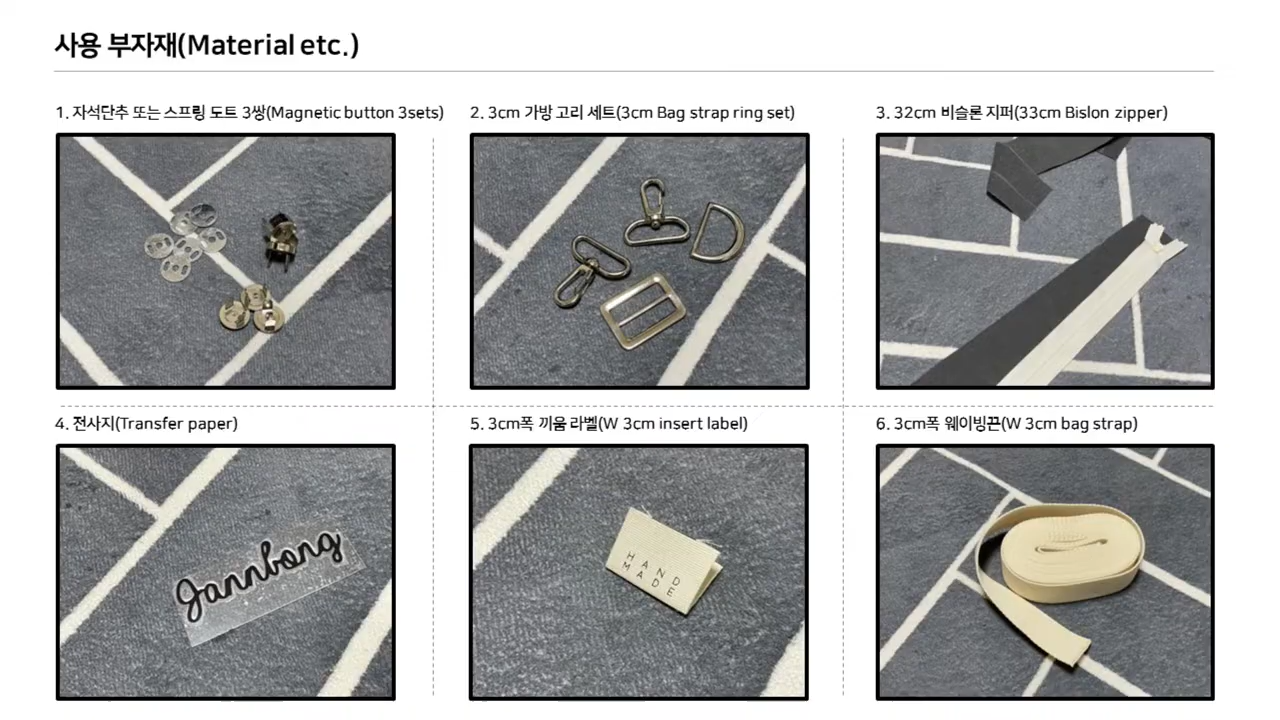 사용 부자재(Material etc.)
1. 자석단추 또는 스프링 도트 3쌍(Magnetic button 3sets)
2. 3cm 가방 고리 세트(3cm Bag strap ring set)
3. 32cm 비슬론 지퍼(33cm Bislon zipper)
4. 전사지(Transfer paper)
5. 3cm폭 끼움 라벨(W 3cm insert label)
6. 3cm폭 웨이빙끈(W 3cm bag strap)
Jannbong
HAND
MADE